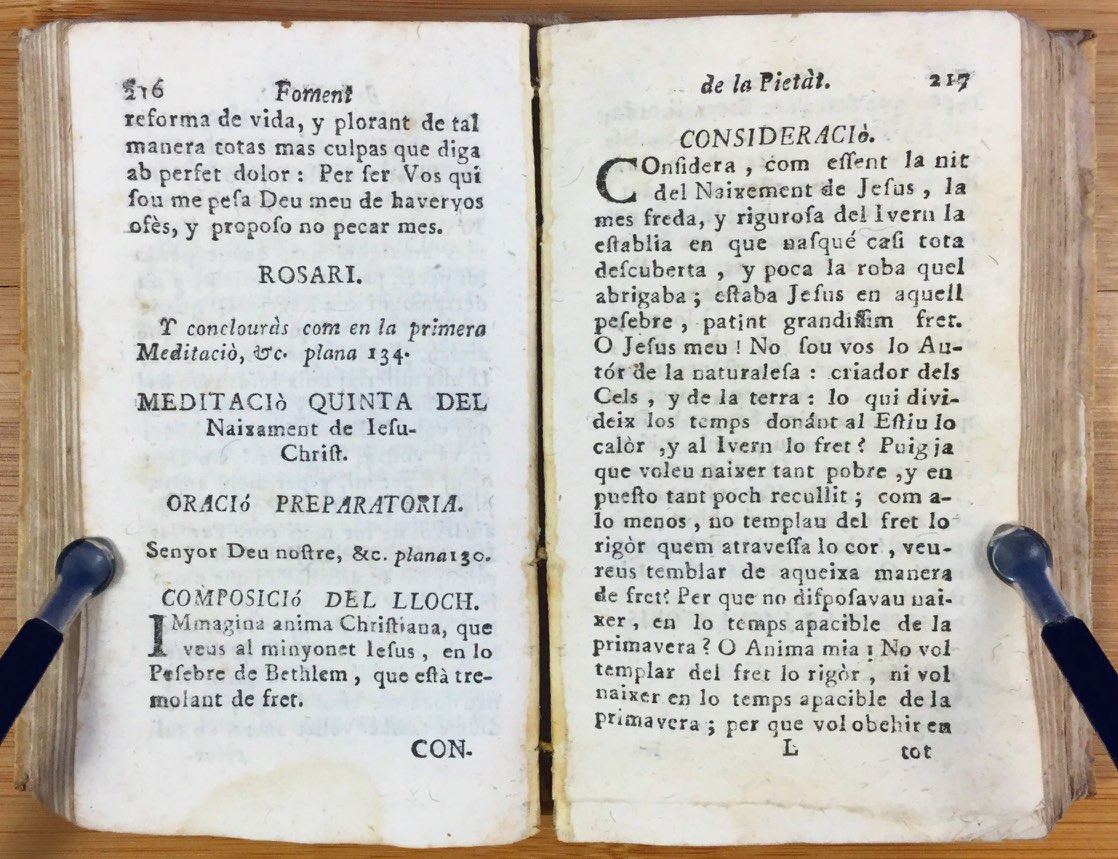 216 Foment
reforma de vida, y plorant de tal
manera totas mas culpas que diga
ab perfet dolor : Per ſer Vos qui
ſou me peſa Deu meu de havervos
ofès, y propoſo no pecar mes.
ROSARI.
Y conclouràs com en la primera
Meditaciò, &c. plana 134.
MEDITACIò QUINTA DEL
Naixament de Ieſu-
Chriſt.
ORACIó PREPARATORIA.
Senyor Deu noſtre, &c. plana 130.
COMPOSICIó DEL LLOCH.
IMmagina anima Chriſtiana, que
veus al minyonet Ieſus, en lo
Peſebre de Bethlem, que eſtà tre-
molant de fret.
CON-
de la Pietàt. 217
CONSIDERACIò.
COnſidera, com eſſent la nit
del Naixement de Jeſus, la
mes freda, y riguroſa del Ivern la
eſtablia en que naſqué caſi tota
deſcuberta, y poca la roba quel
abrigaba; eſtaba Jeſus en aquell
peſebre, patint grandiſſim fret.
O Jeſus meu! No ſou vos lo Au-
tór de la naturaleſa : criador dels
Cels, y de la terra : lo qui divi-
deix los temps donánt al Eſtiu lo
calòr, y al Ivern lo fret? Puig ja
que voleu naixer tant pobre, y en
pueſto tant poch recullit; com a-
lo menos, no templau del fret lo
rigòr quem atraveſſa lo cor, veu-
reus temblar de aqueixa manera
de fret? Per que no diſpoſavau nai-
xer, en lo temps apacible de la
primavera? O Anima mia! No vol
templar del fret lo rigòr, ni vol
naixer en lo temps apacible de la
primavera; per que vol obehir en
L tot